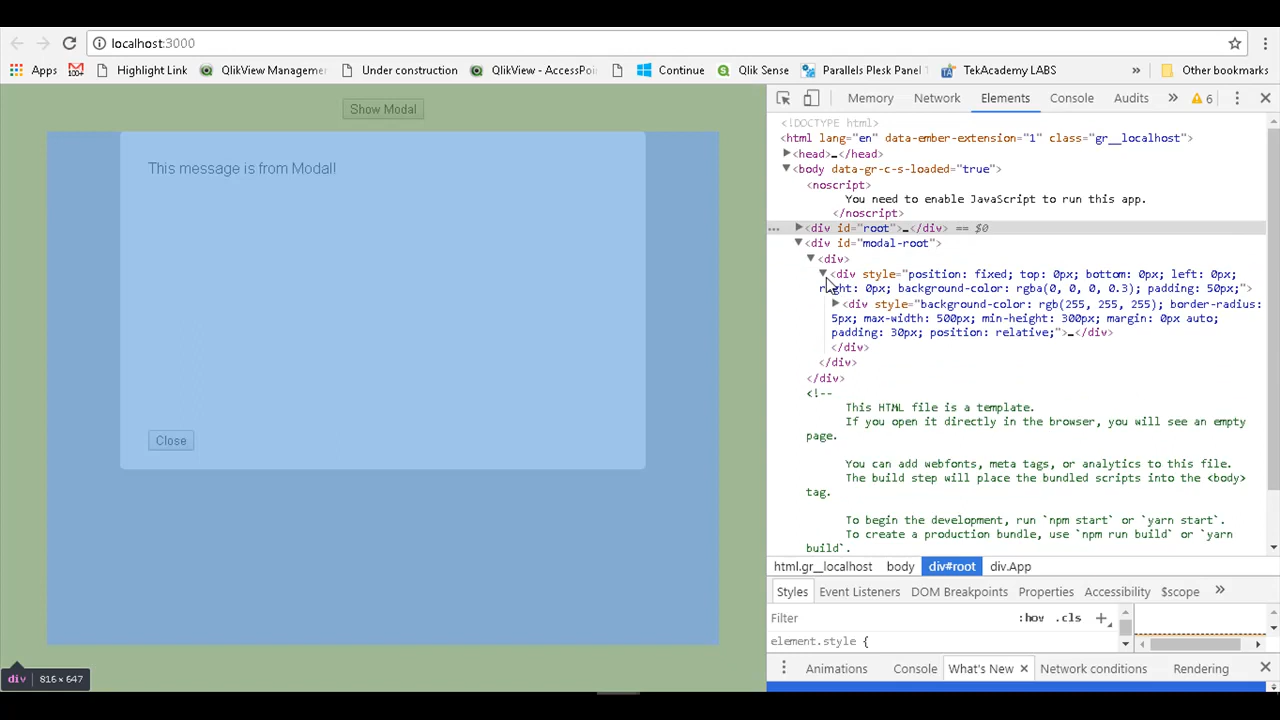 localhost:3000
Apps Highlight Link QlikView Manageme Under construction QlikView - AccessPoi Continue Qlik Sense Parallels Plesk Panel TekAcademy LABS » Other bookmarks
Show Modal
This message is from Modal!
Close
div 816 × 647
Memory Network Elements Console Audits » 6
<!DOCTYPE html>
<html lang="en" data-ember-extension="1" class="gr__localhost">
<head>…</head>
<body data-gr-c-s-loaded="true">
<noscript>
You need to enable JavaScript to run this app.
</noscript>
… <div id="root">…</div> == $0
<div id="modal-root">
<div>
<div style="position: fixed; top: 0px; bottom: 0px; left: 0px;
right: 0px; background-color: rgba(0, 0, 0, 0.3); padding: 50px;">
<div style="background-color: rgb(255, 255, 255); border-radius:
5px; max-width: 500px; min-height: 300px; margin: 0px auto;
padding: 30px; position: relative;">…</div>
</div>
</div>
</div>
<!--
This HTML file is a template.
If you open it directly in the browser, you will see an empty
page.
You can add webfonts, meta tags, or analytics to this file.
The build step will place the bundled scripts into the <body>
tag.
To begin the development, run `npm start` or `yarn start`.
To create a production bundle, use `npm run build` or `yarn
build`.
html.gr__localhost body div#root div.App
Styles Event Listeners DOM Breakpoints Properties Accessibility $scope »
Filter :hov .cls +
element.style {
Animations Console What's New × Network conditions Rendering